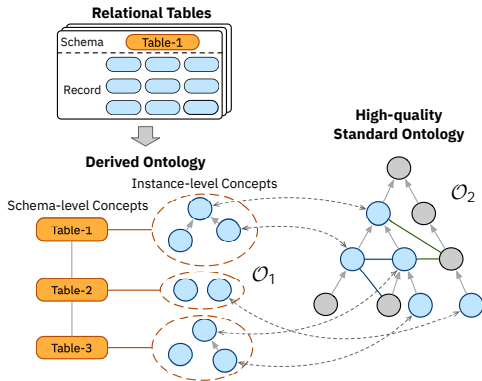 Relational Tables
Schema
Table-1
Record
High-quality
Standard Ontology
Derived Ontology
Instance-level Concepts
Schema-level Concepts
Table-1
Table-2
Table-3
O₁
O₂